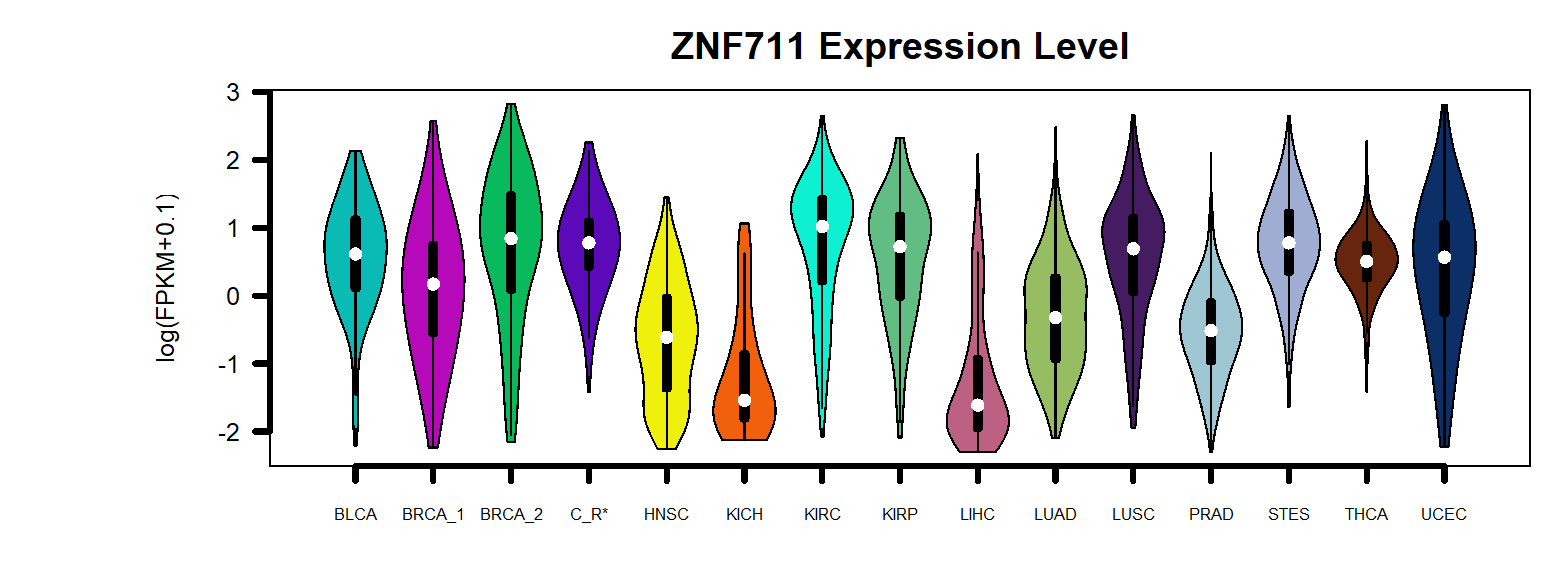 ZNF711 Expression Level
log(FPKM+0.1)
3
2
1
0
-1
-2
BLCA BRCA_1 BRCA_2 C_R* HNSC KICH KIRC KIRP LIHC LUAD LUSC PRAD STES THCA UCEC